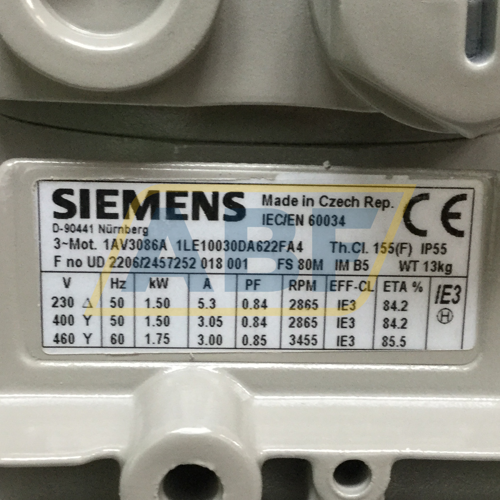 SIEMENS
Made in Czech Rep.
CE
D-90441 Nürnberg
IEC/EN 60034
3~Mot. 1AV3086A 1LE10030DA622FA4 Th.Cl. 155(F) IP55
F no UD 2206/2457252 018 001 FS 80M IM B5 WT 13kg
V Hz kW A PF RPM EFF-CL ETA % IE3
230 Δ 50 1.50 5.3 0.84 2865 IE3 84.2
400 Y 50 1.50 3.05 0.84 2865 IE3 84.2
460 Y 60 1.75 3.00 0.85 3455 IE3 85.5
H
ABF